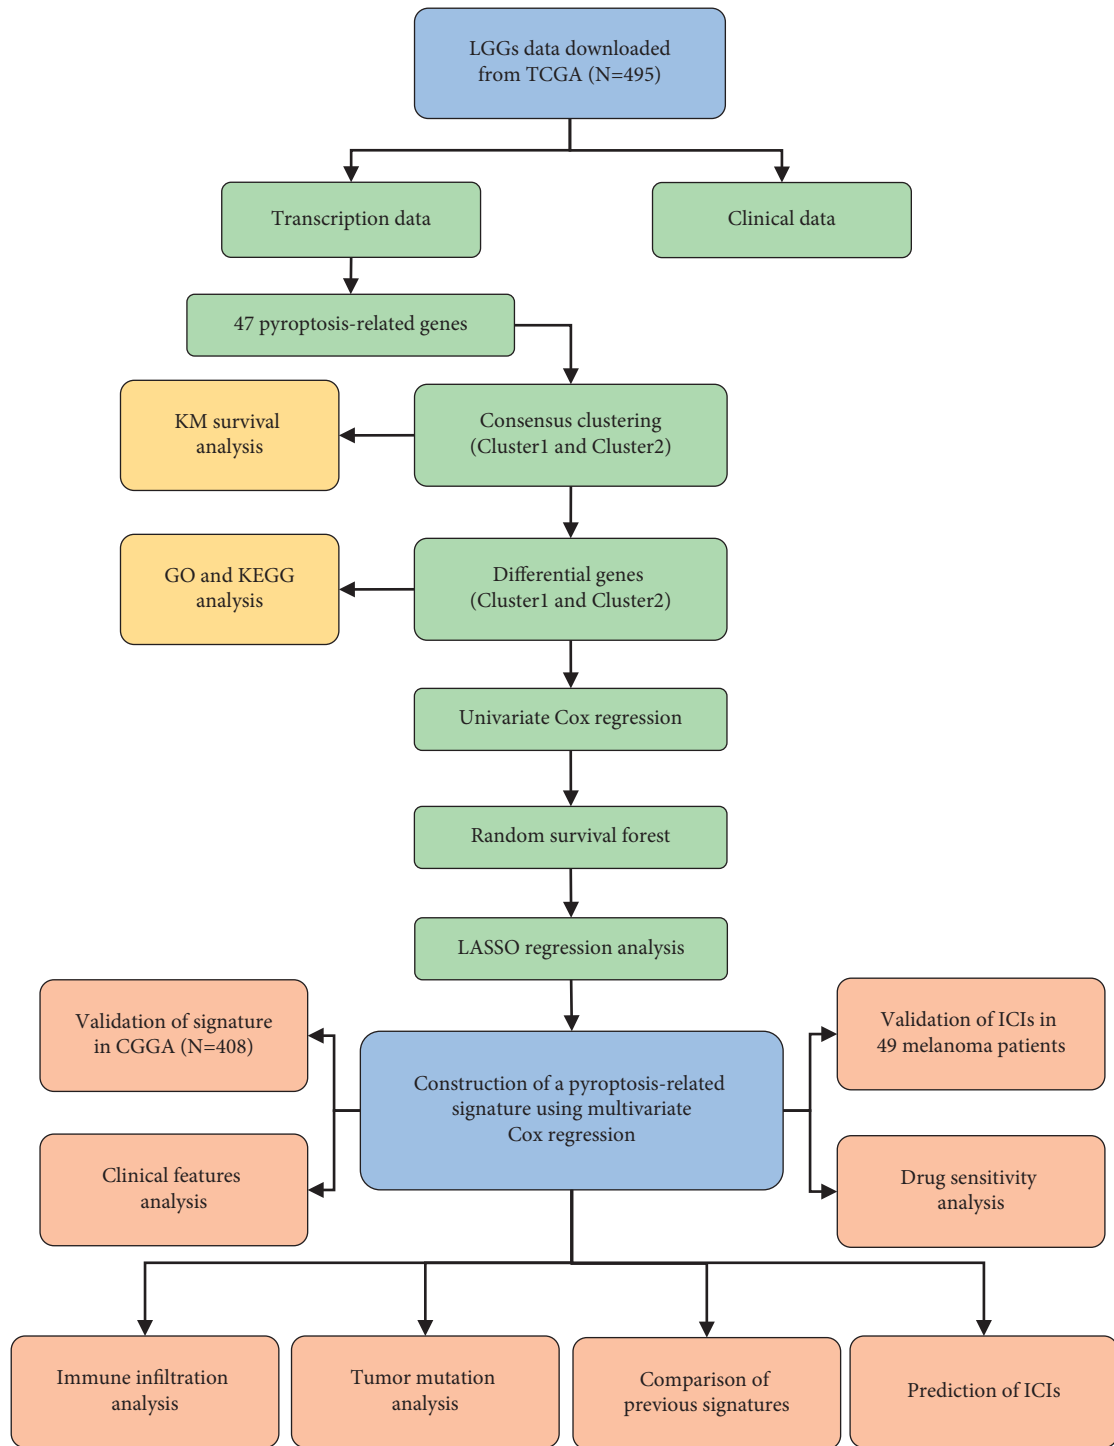 LGGs data downloaded
from TCGA (N=495)
Transcription data
Clinical data
47 pyroptosis-related genes
KM survival
analysis
Consensus clustering
(Cluster1 and Cluster2)
GO and KEGG
analysis
Differential genes
(Cluster1 and Cluster2)
Univariate Cox regression
Random survival forest
LASSO regression analysis
Validation of signature
in CGGA (N=408)
Validation of ICIs in
49 melanoma patients
Construction of a pyroptosis-related
signature using multivariate
Cox regression
Clinical features
analysis
Drug sensitivity
analysis
Immune infiltration
analysis
Tumor mutation
analysis
Comparison of
previous signatures
Prediction of ICIs